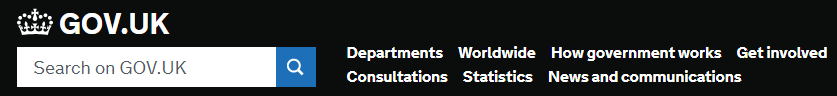 GOV.UK
Search on GOV.UK
Departments Worldwide How government works Get involved
Consultations Statistics News and communications